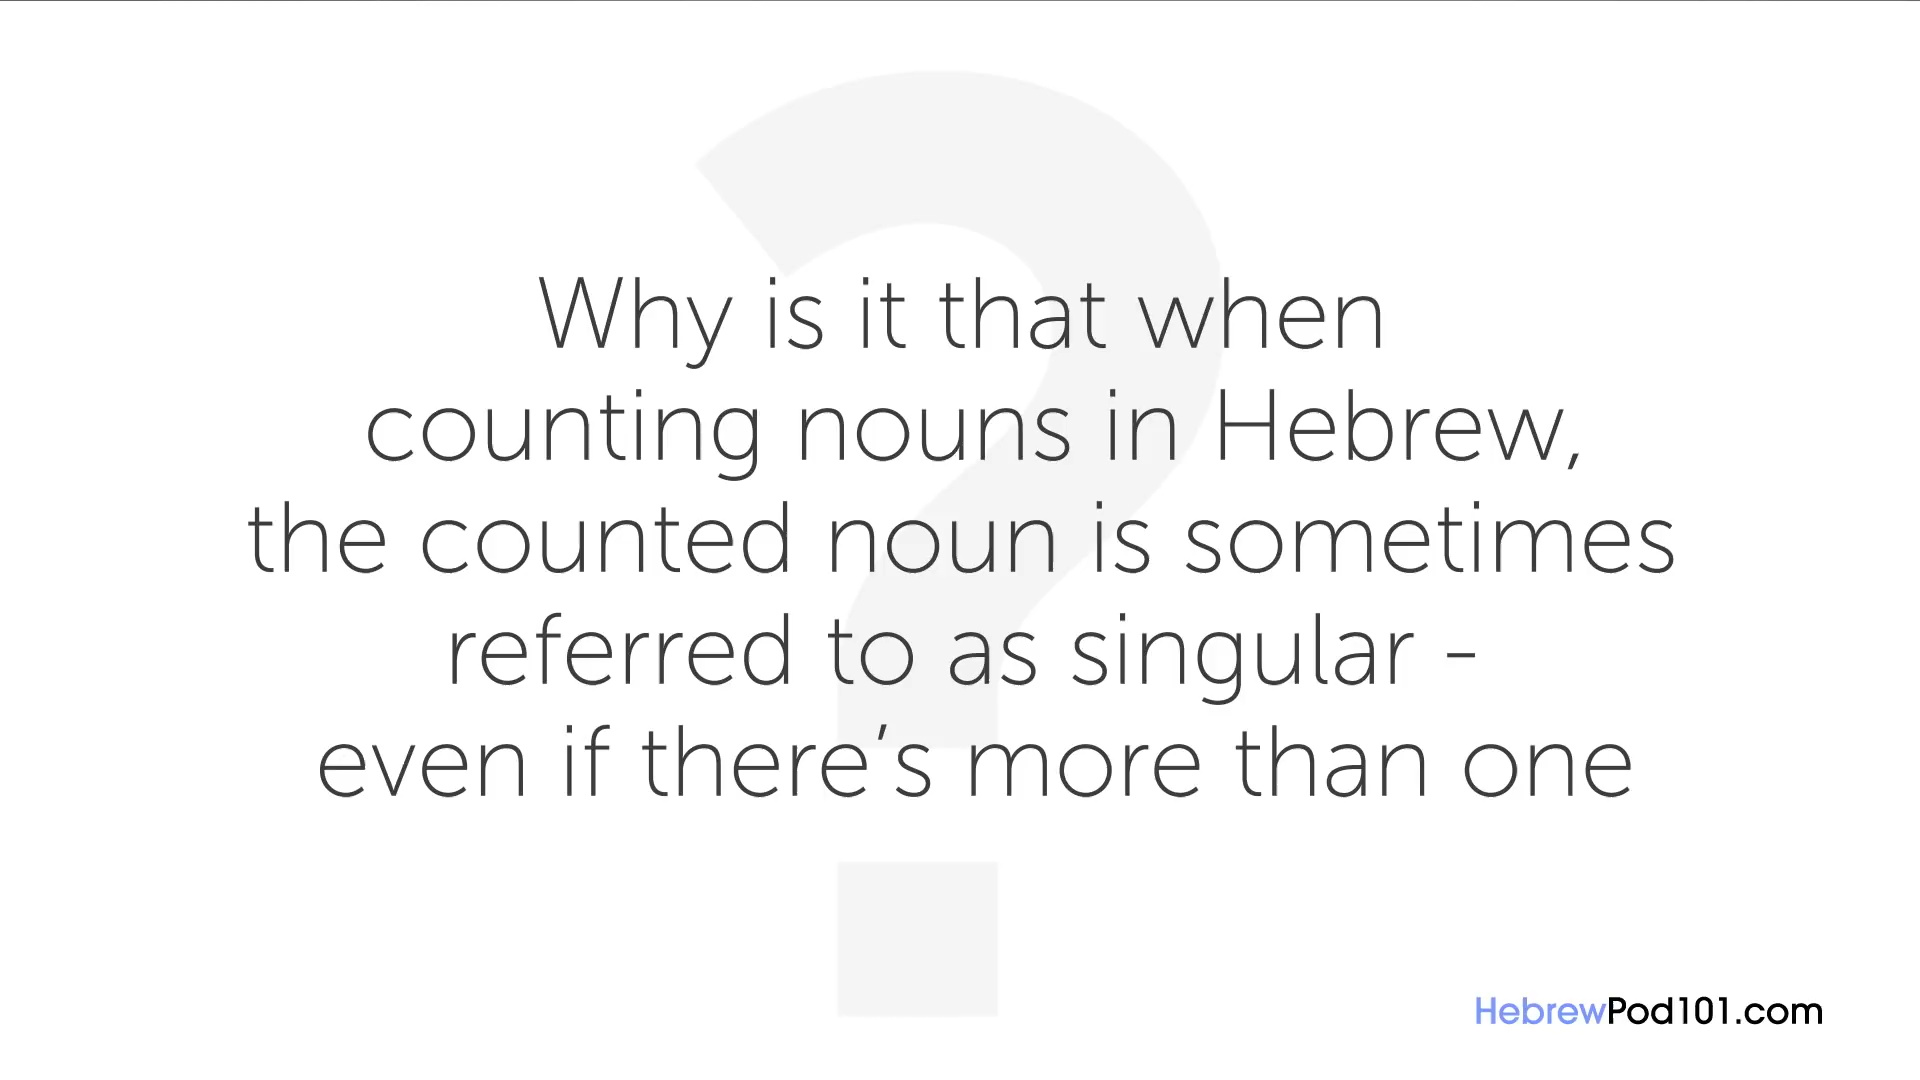 Why is it that when
counting nouns in Hebrew,
the counted noun is sometimes
referred to as singular -
even if there's more than one
HebrewPod101.com